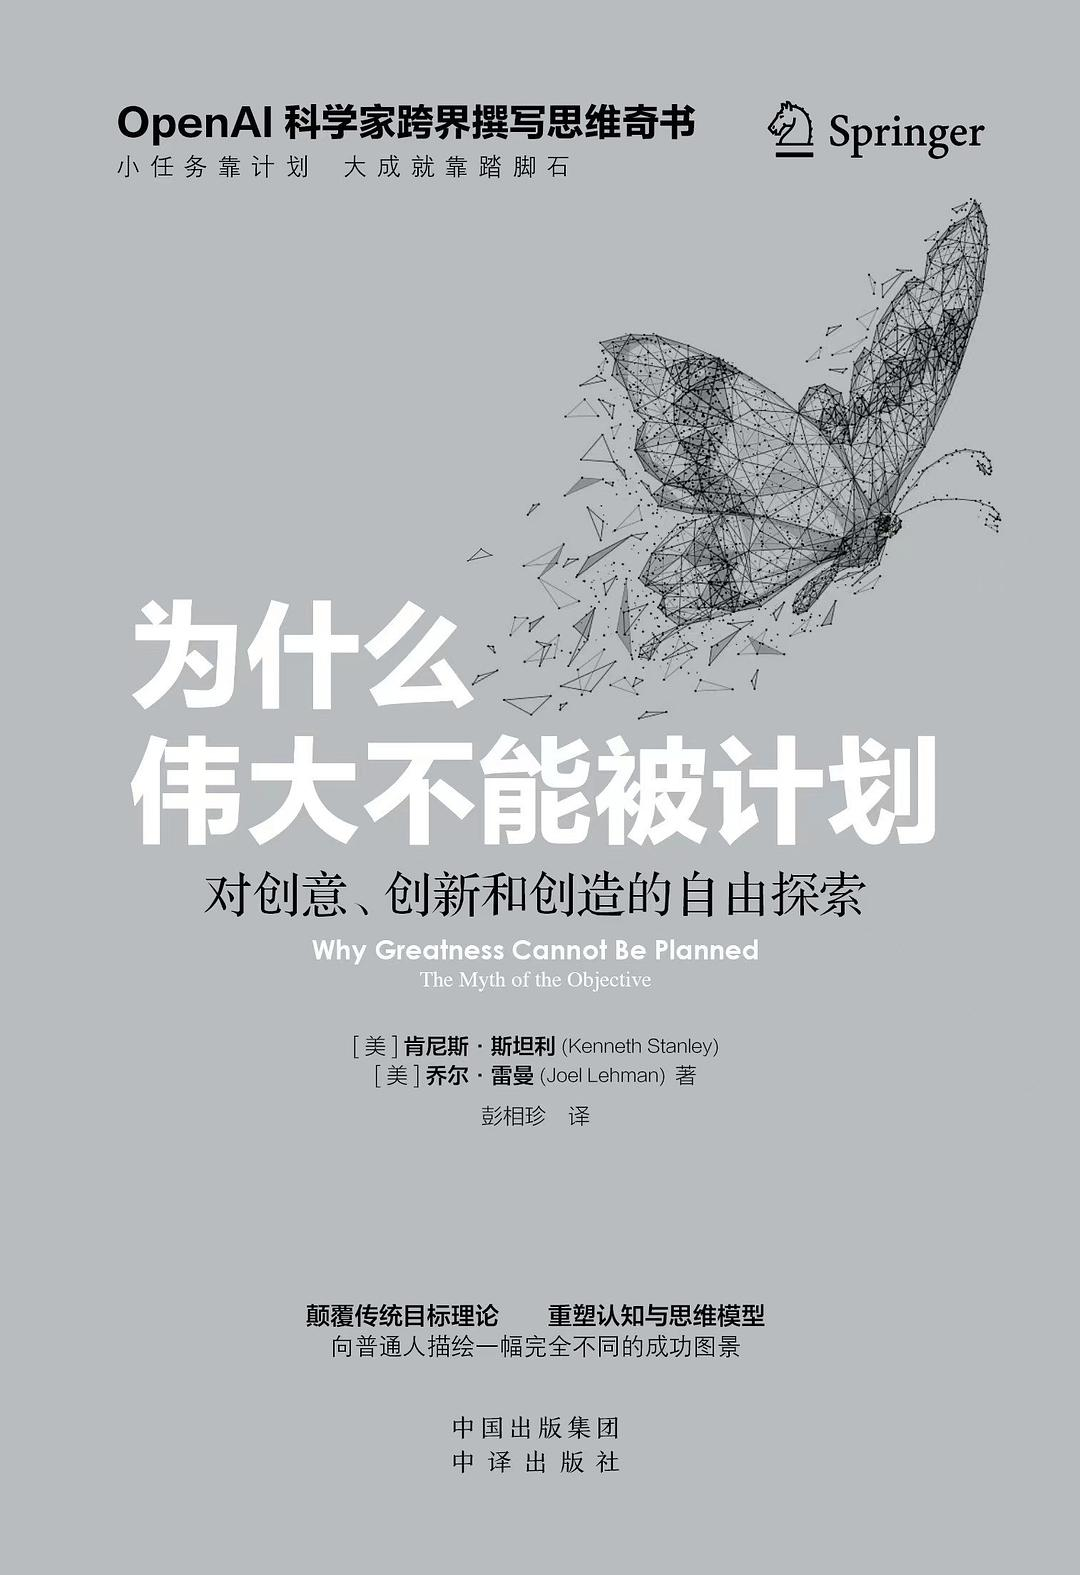 OpenAI 科学家跨界撰写思维奇书
小任务靠计划 大成就靠踏脚石
Springer
为什么
伟大不能被计划
对创意、创新和创造的自由探索
Why Greatness Cannot Be Planned
The Myth of the Objective
[美]肯尼斯·斯坦利 (Kenneth Stanley)
[美]乔尔·雷曼 (Joel Lehman) 著
彭相珍 译
颠覆传统目标理论 重塑认知与思维模型
向普通人描绘一幅完全不同的成功图景
中国出版集团
中译出版社